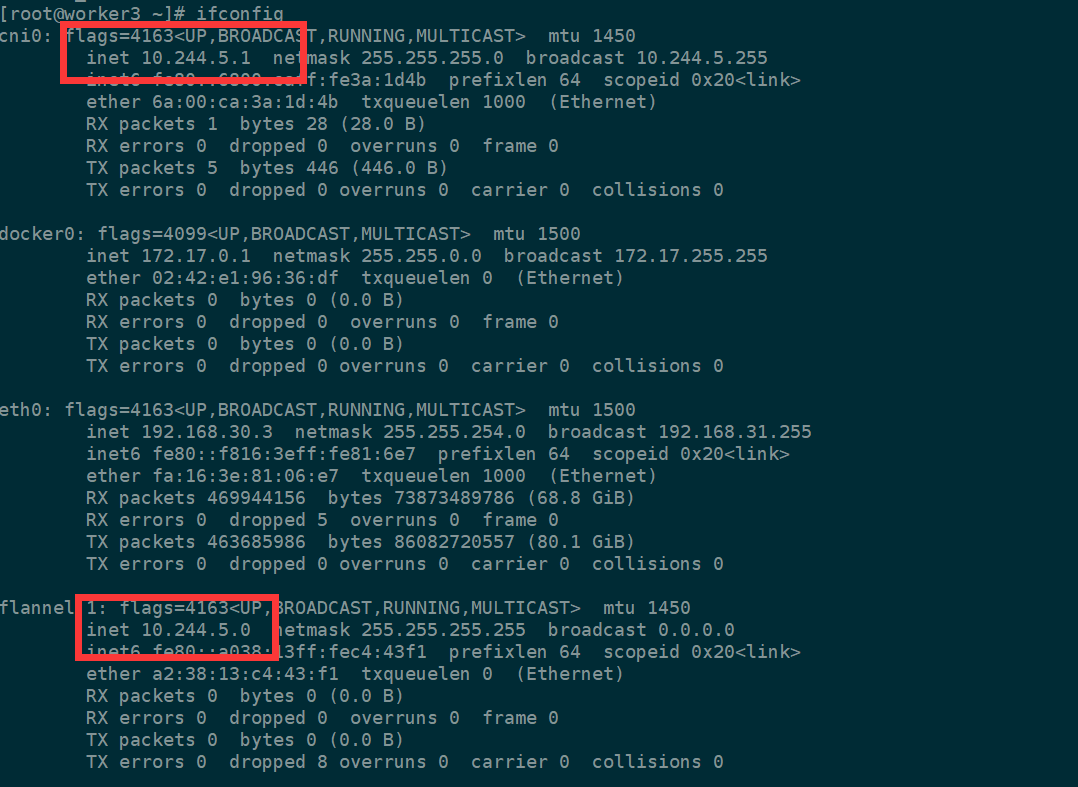 [root@worker3 ~]# ifconfig
cni0: flags=4163<UP,BROADCAST,RUNNING,MULTICAST>  mtu 1450
        inet 10.244.5.1  netmask 255.255.255.0  broadcast 10.244.5.255
        inet6 fe80::6800:caff:fe3a:1d4b  prefixlen 64  scopeid 0x20<link>
        ether 6a:00:ca:3a:1d:4b  txqueuelen 1000  (Ethernet)
        RX packets 1  bytes 28 (28.0 B)
        RX errors 0  dropped 0  overruns 0  frame 0
        TX packets 5  bytes 446 (446.0 B)
        TX errors 0  dropped 0 overruns 0  carrier 0  collisions 0
docker0: flags=4099<UP,BROADCAST,MULTICAST>  mtu 1500
        inet 172.17.0.1  netmask 255.255.0.0  broadcast 172.17.255.255
        ether 02:42:e1:96:36:df  txqueuelen 0  (Ethernet)
        RX packets 0  bytes 0 (0.0 B)
        RX errors 0  dropped 0  overruns 0  frame 0
        TX packets 0  bytes 0 (0.0 B)
        TX errors 0  dropped 0 overruns 0  carrier 0  collisions 0
eth0: flags=4163<UP,BROADCAST,RUNNING,MULTICAST>  mtu 1500
        inet 192.168.30.3  netmask 255.255.254.0  broadcast 192.168.31.255
        inet6 fe80::f816:3eff:fe81:6e7  prefixlen 64  scopeid 0x20<link>
        ether fa:16:3e:81:06:e7  txqueuelen 1000  (Ethernet)
        RX packets 469944156  bytes 73873489786 (68.8 GiB)
        RX errors 0  dropped 5  overruns 0  frame 0
        TX packets 463685986  bytes 86082720557 (80.1 GiB)
        TX errors 0  dropped 0 overruns 0  carrier 0  collisions 0
flannel.1: flags=4163<UP,BROADCAST,RUNNING,MULTICAST>  mtu 1450
        inet 10.244.5.0  netmask 255.255.255.255  broadcast 0.0.0.0
        inet6 fe80::a038:13ff:fec4:43f1  prefixlen 64  scopeid 0x20<link>
        ether a2:38:13:c4:43:f1  txqueuelen 0  (Ethernet)
        RX packets 0  bytes 0 (0.0 B)
        RX errors 0  dropped 0  overruns 0  frame 0
        TX packets 0  bytes 0 (0.0 B)
        TX errors 0  dropped 8 overruns 0  carrier 0  collisions 0